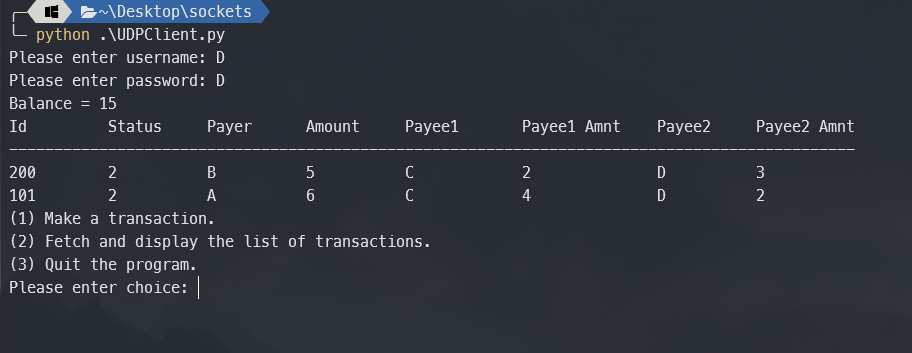 ~\Desktop\sockets
python .\UDPClient.py
Please enter username: D
Please enter password: D
Balance = 15
Id Status Payer Amount Payee1 Payee1 Amnt Payee2 Payee2 Amnt
----------------------------------------------------------------------------------------------
200 2 B 5 C 2 D 3
101 2 A 6 C 4 D 2
(1) Make a transaction.
(2) Fetch and display the list of transactions.
(3) Quit the program.
Please enter choice: